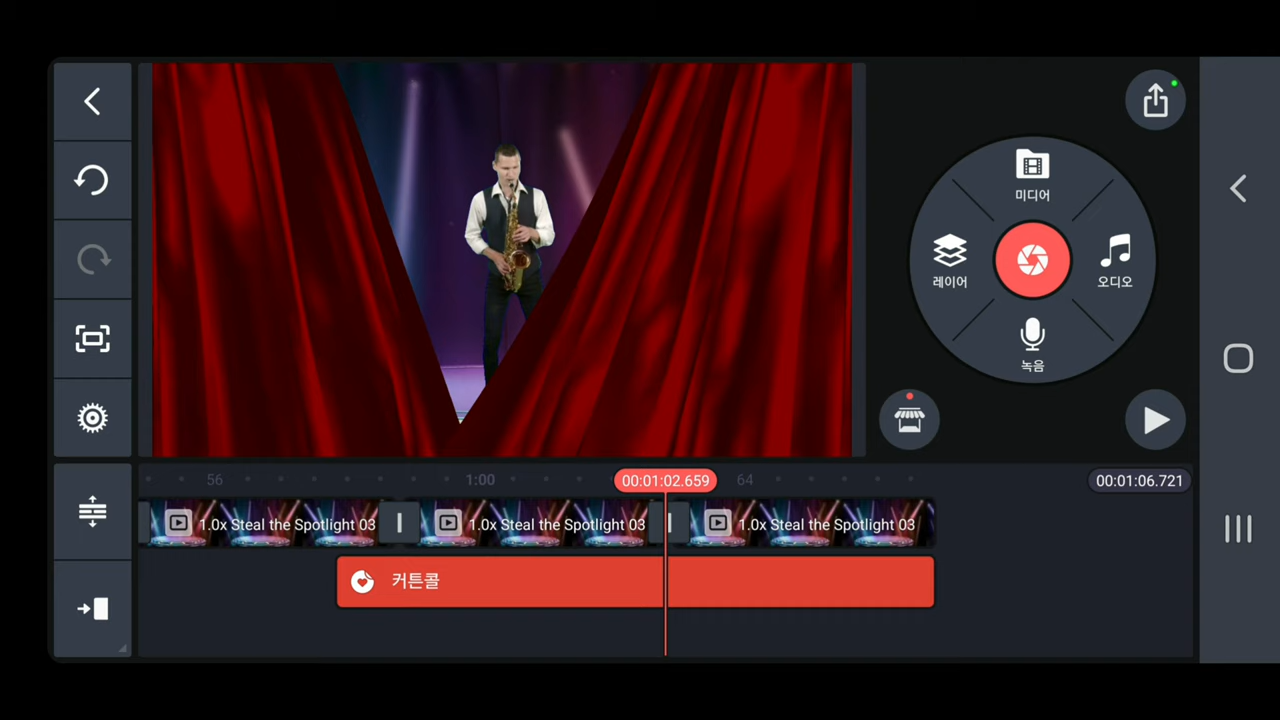 미디어
레이어
오디오
녹음
56
1:00
00:01:02.659
64
00:01:06.721
1.0x Steal the Spotlight 03
1.0x Steal the Spotlight 03
1.0x Steal the Spotlight 03
커튼콜